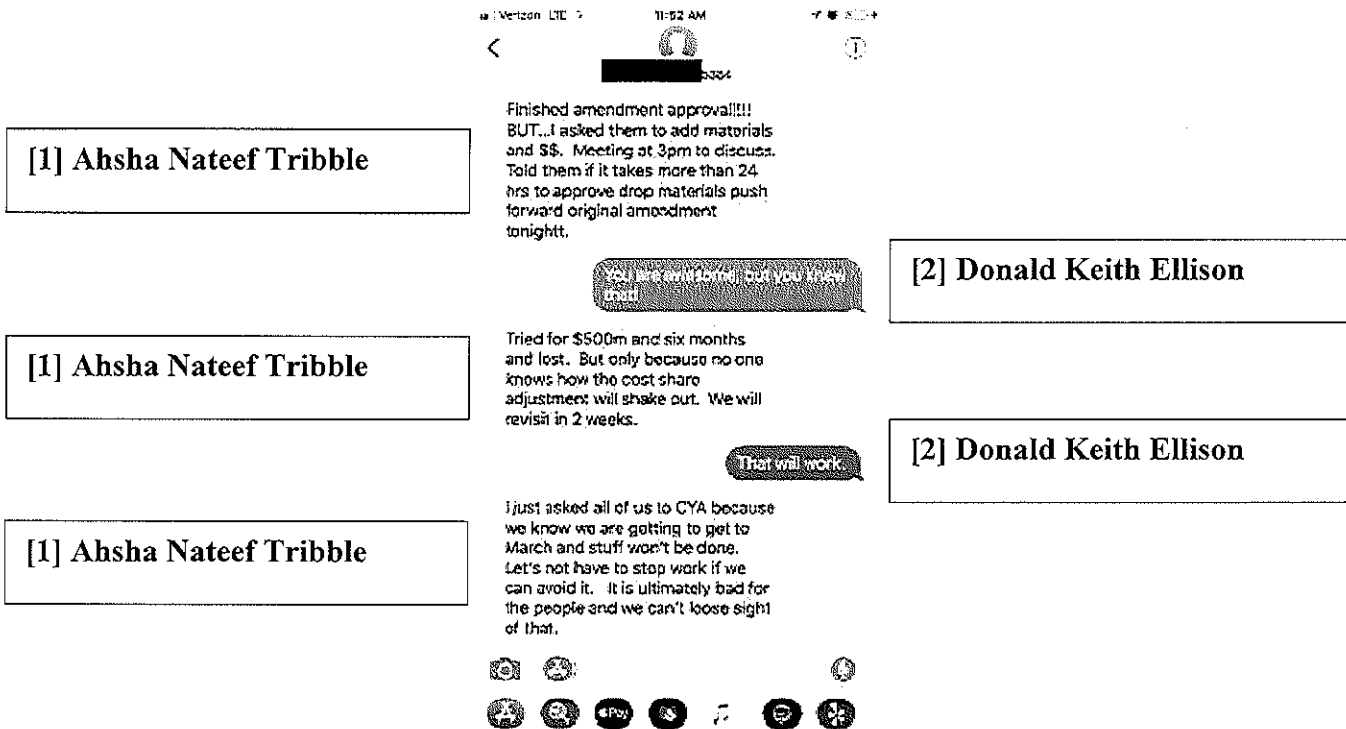 Verizon LTE 11:52 AM
Finished amendment approval!!!!
[1] Ahsha Nateef Tribble
BUT...I asked them to add materials
and $$. Meeting at 3pm to discuss.
Told them if it takes more than 24
hrs to approve drop materials push
forward original amendment
tonightt.
[2] Donald Keith Ellison
You are awesome, but you knew
that!
[1] Ahsha Nateef Tribble
Tried for $500m and six months
and lost. But only because no one
knows how the cost share
adjustment will shake out. We will
revisit in 2 weeks.
[2] Donald Keith Ellison
That will work.
[1] Ahsha Nateef Tribble
I just asked all of us to CYA because
we know we are getting to get to
March and stuff won't be done.
Let's not have to stop work if we
can avoid it. It is ultimately bad for
the people and we can't loose sight
of that.
Pay